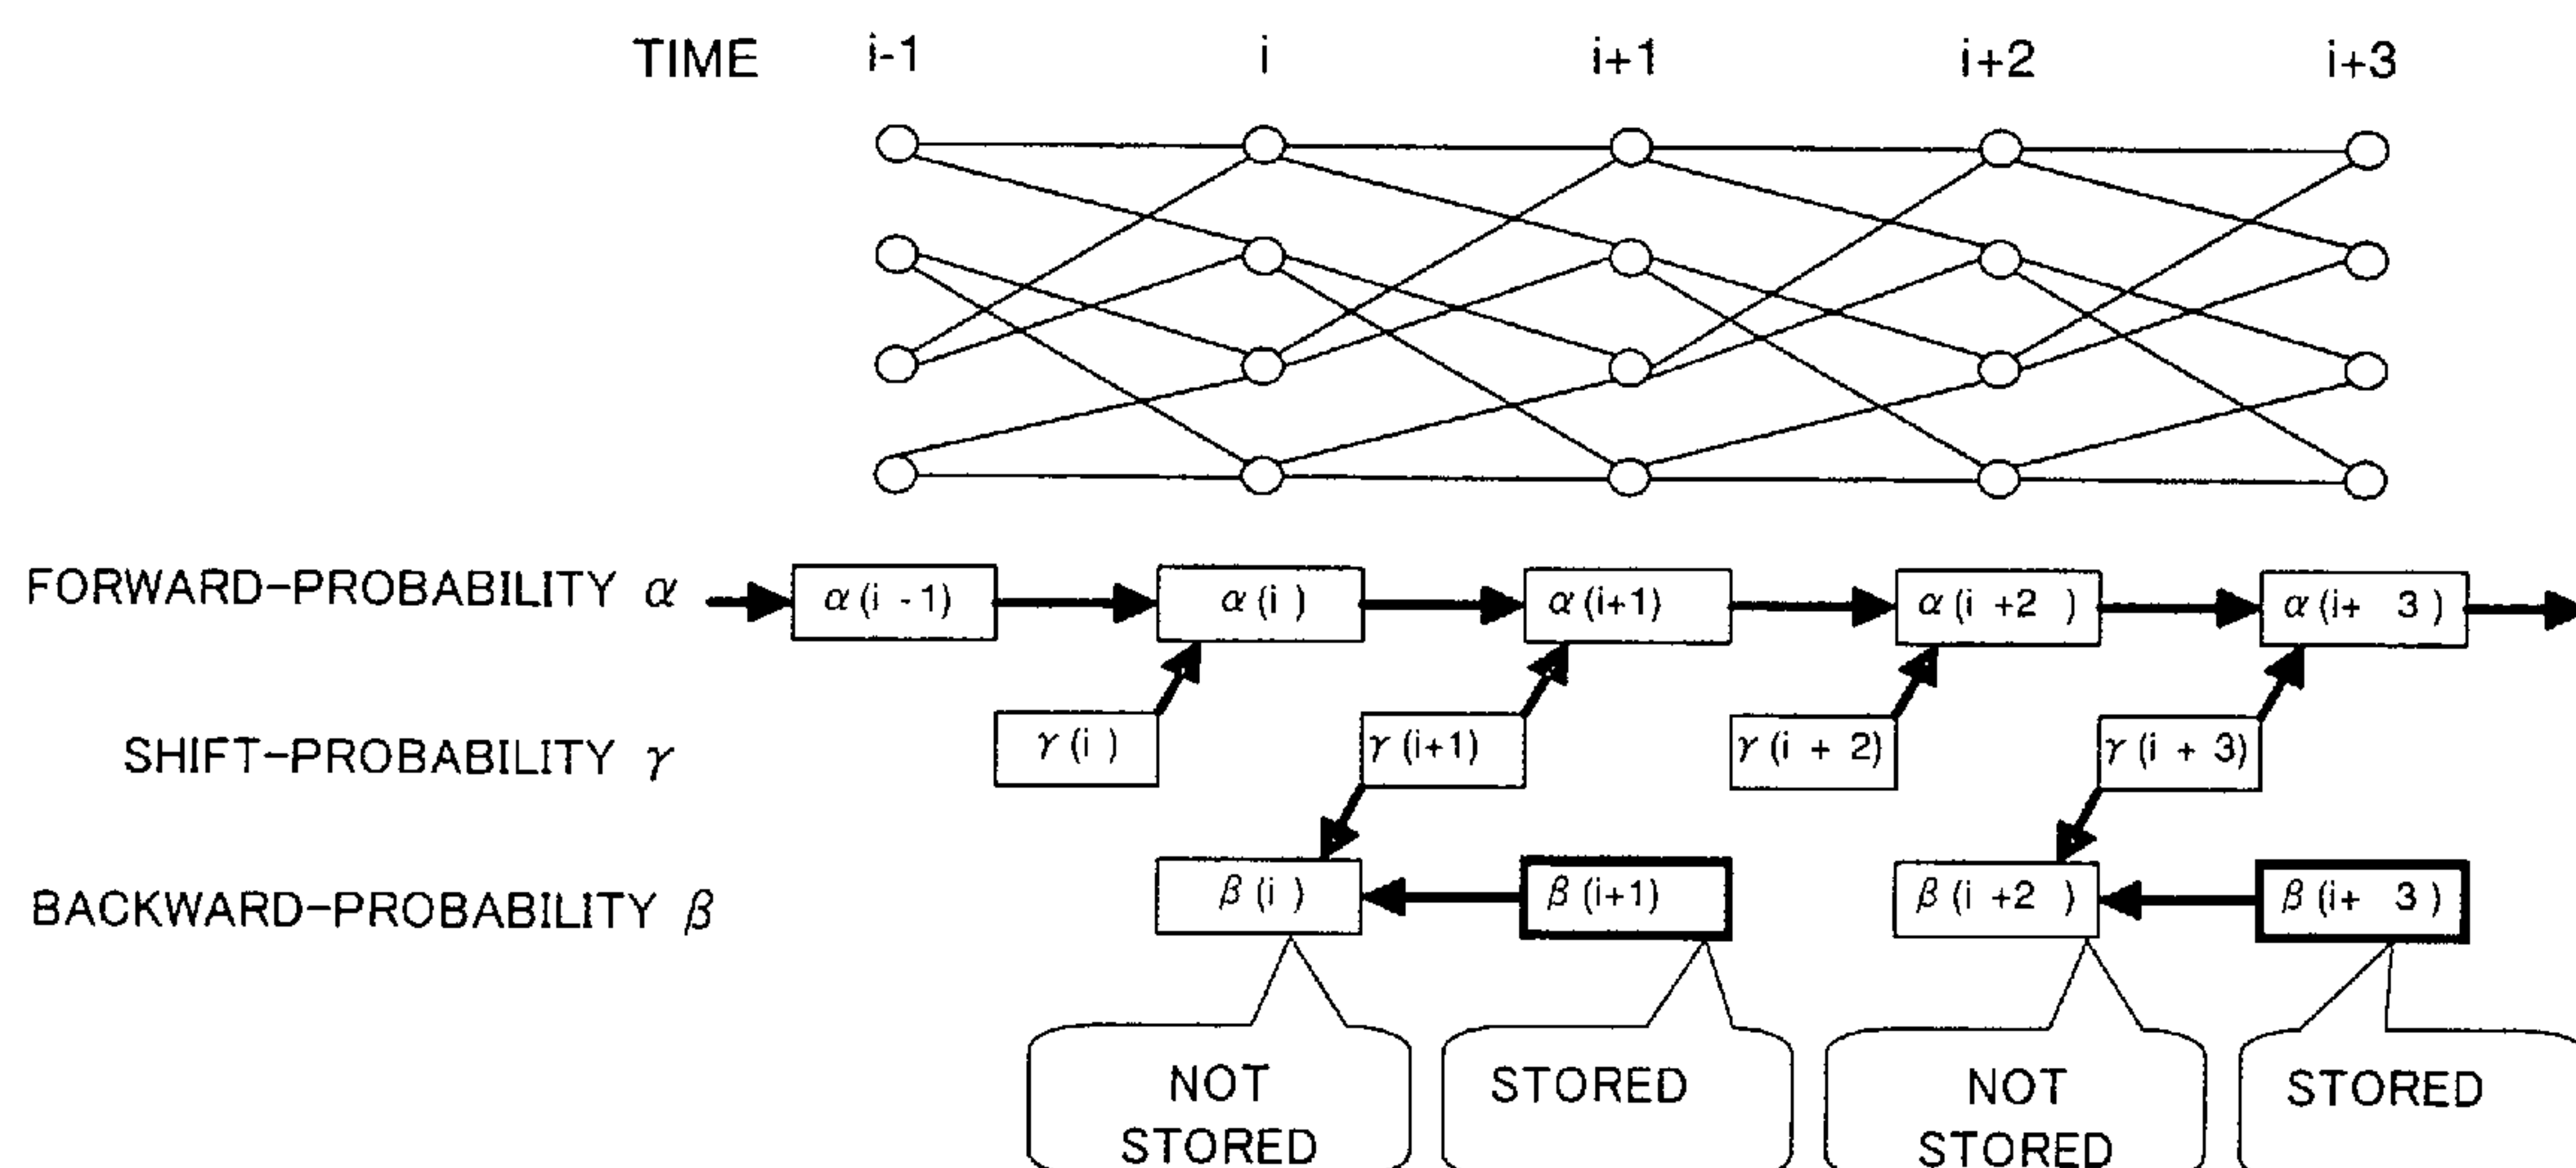 TIME i-1 i i+1 i+2 i+3
FORWARD-PROBABILITY α α (i -1) α (i ) α (i+1) α (i +2 ) α (i+ 3 )
SHIFT-PROBABILITY γ γ (i ) γ (i+1) γ (i + 2) γ (i + 3)
BACKWARD-PROBABILITY β β (i ) β (i+1) β (i +2 ) β (i+ 3 )
NOT STORED NOT STORED
STORED STORED